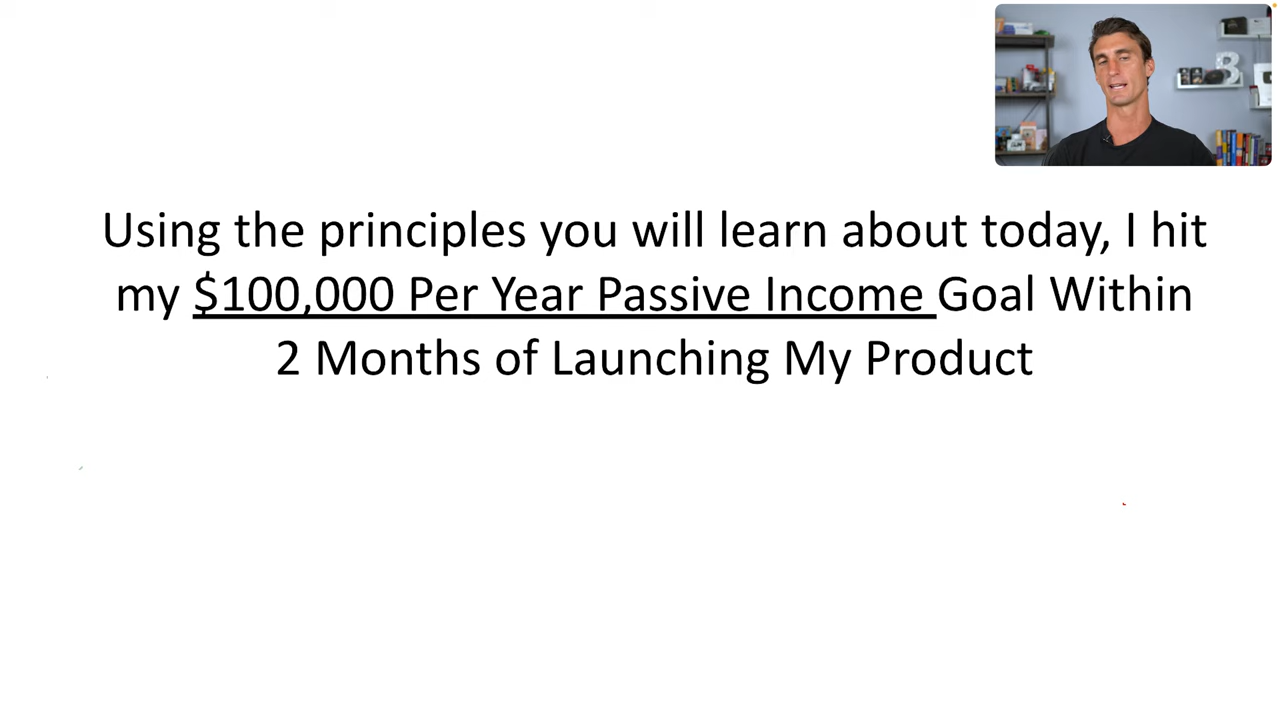 Using the principles you will learn about today, I hit
my $100,000 Per Year Passive Income Goal Within
2 Months of Launching My Product